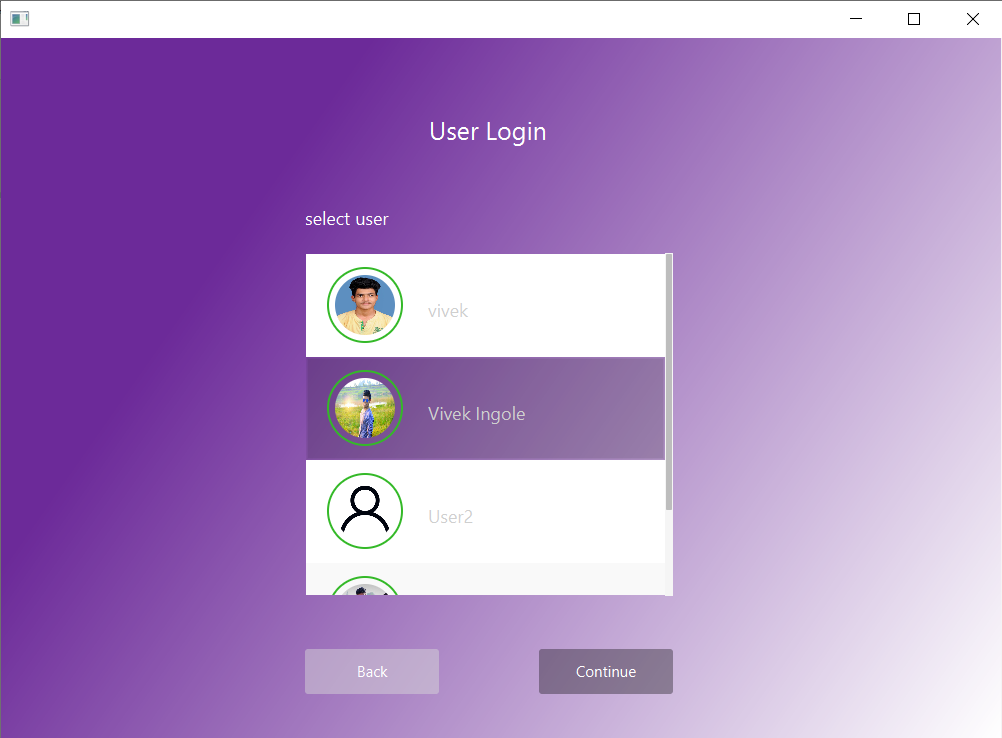 User Login
select user
vivek
Vivek Ingole
User2
Back
Continue